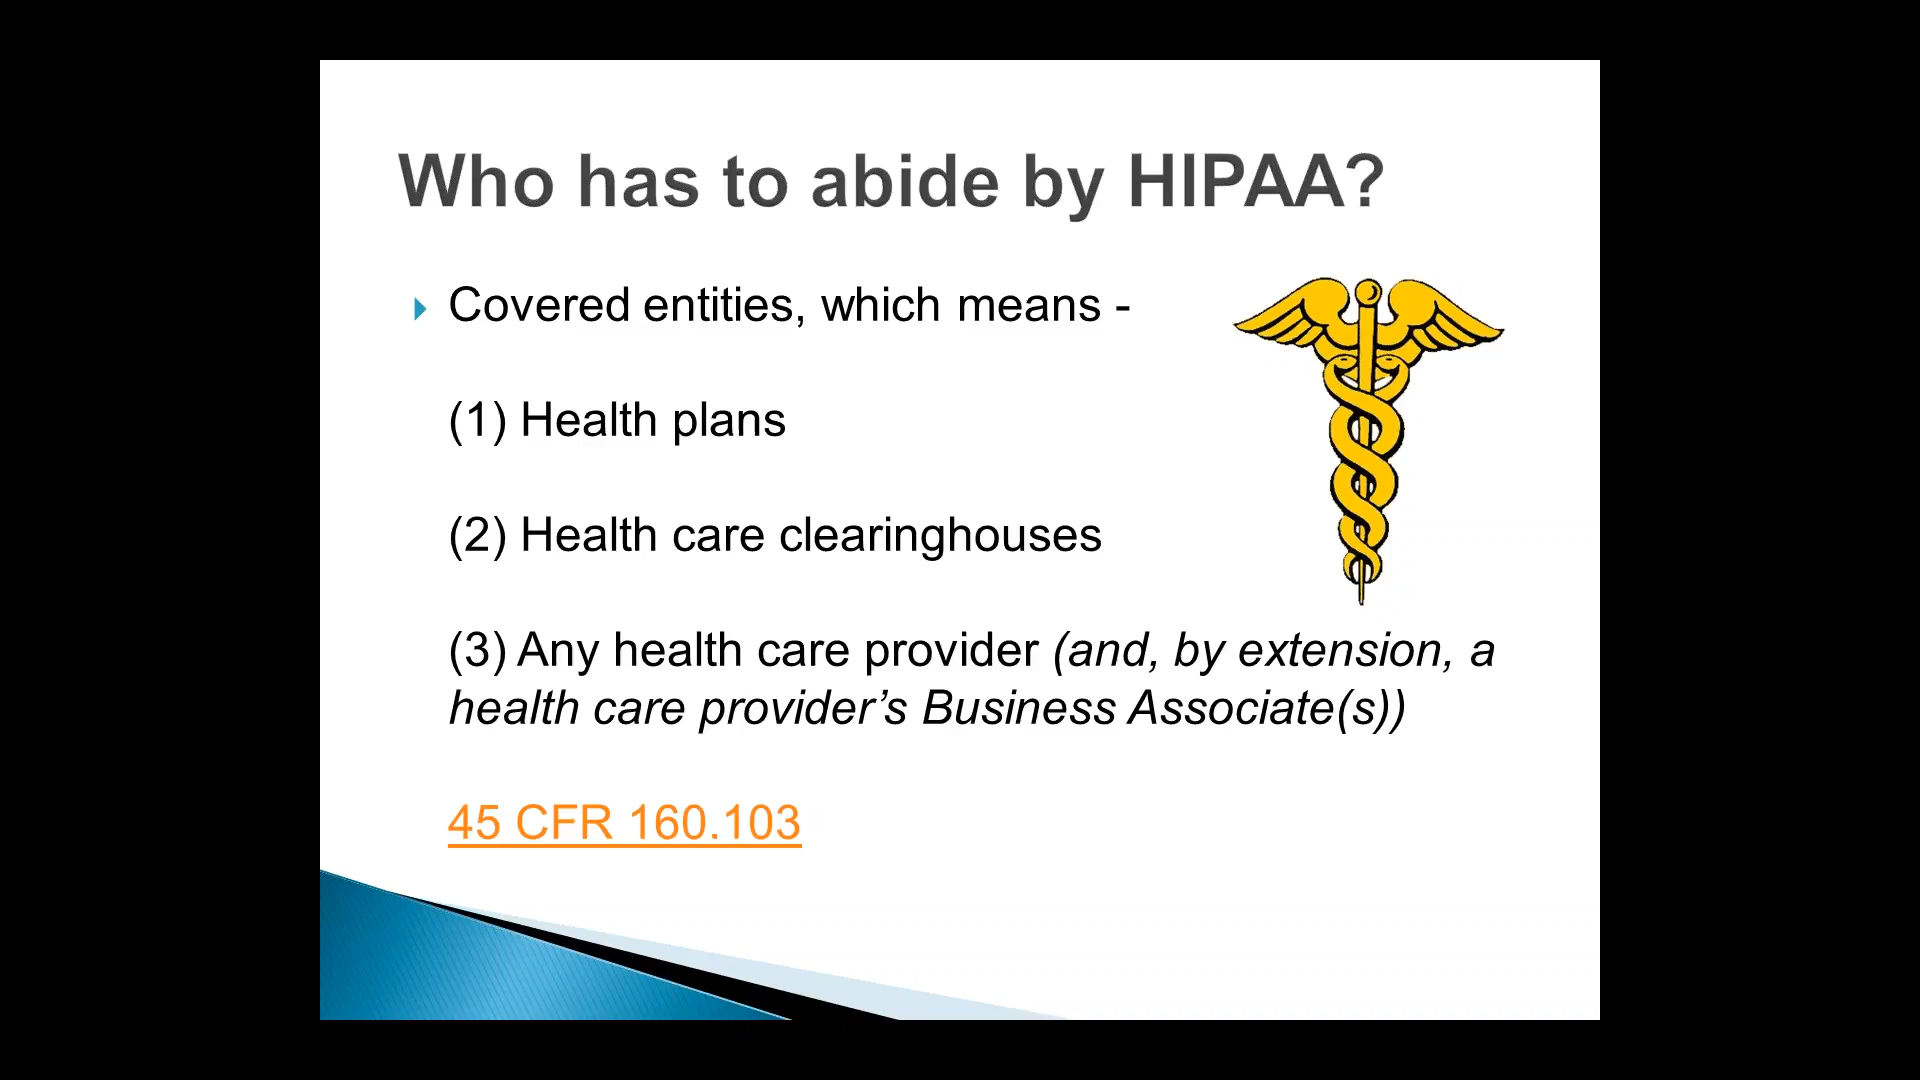 Who has to abide by HIPAA?
Covered entities, which means -
(1) Health plans
(2) Health care clearinghouses
(3) Any health care provider (and, by extension, a
health care provider’s Business Associate(s))
45 CFR 160.103